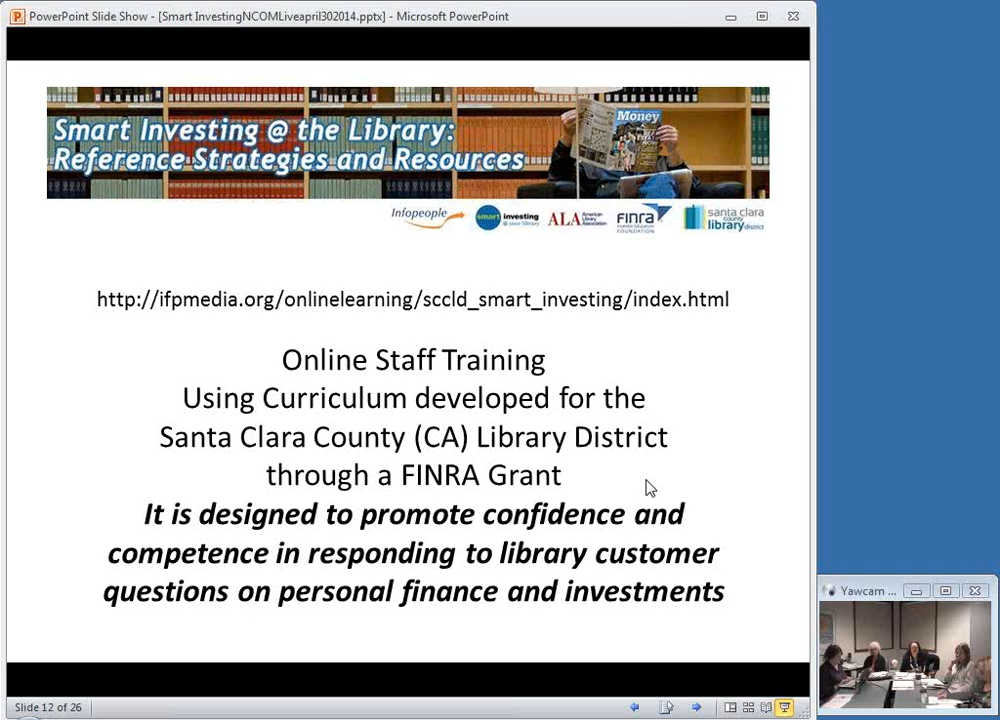 PowerPoint Slide Show - [Smart InvestingNCOMLiveapril302014.pptx] - Microsoft PowerPoint
Smart Investing @ the Library:
Reference Strategies and Resources
Money
Infopeople
smart investing
@ your library
ALA American Library Association
finra
Investor Education
FOUNDATION
santa clara
county
library district
http://ifpmedia.org/onlinelearning/sccld_smart_investing/index.html
Online Staff Training
Using Curriculum developed for the
Santa Clara County (CA) Library District
through a FINRA Grant
It is designed to promote confidence and
competence in responding to library customer
questions on personal finance and investments
Yawcam ...
Slide 12 of 26